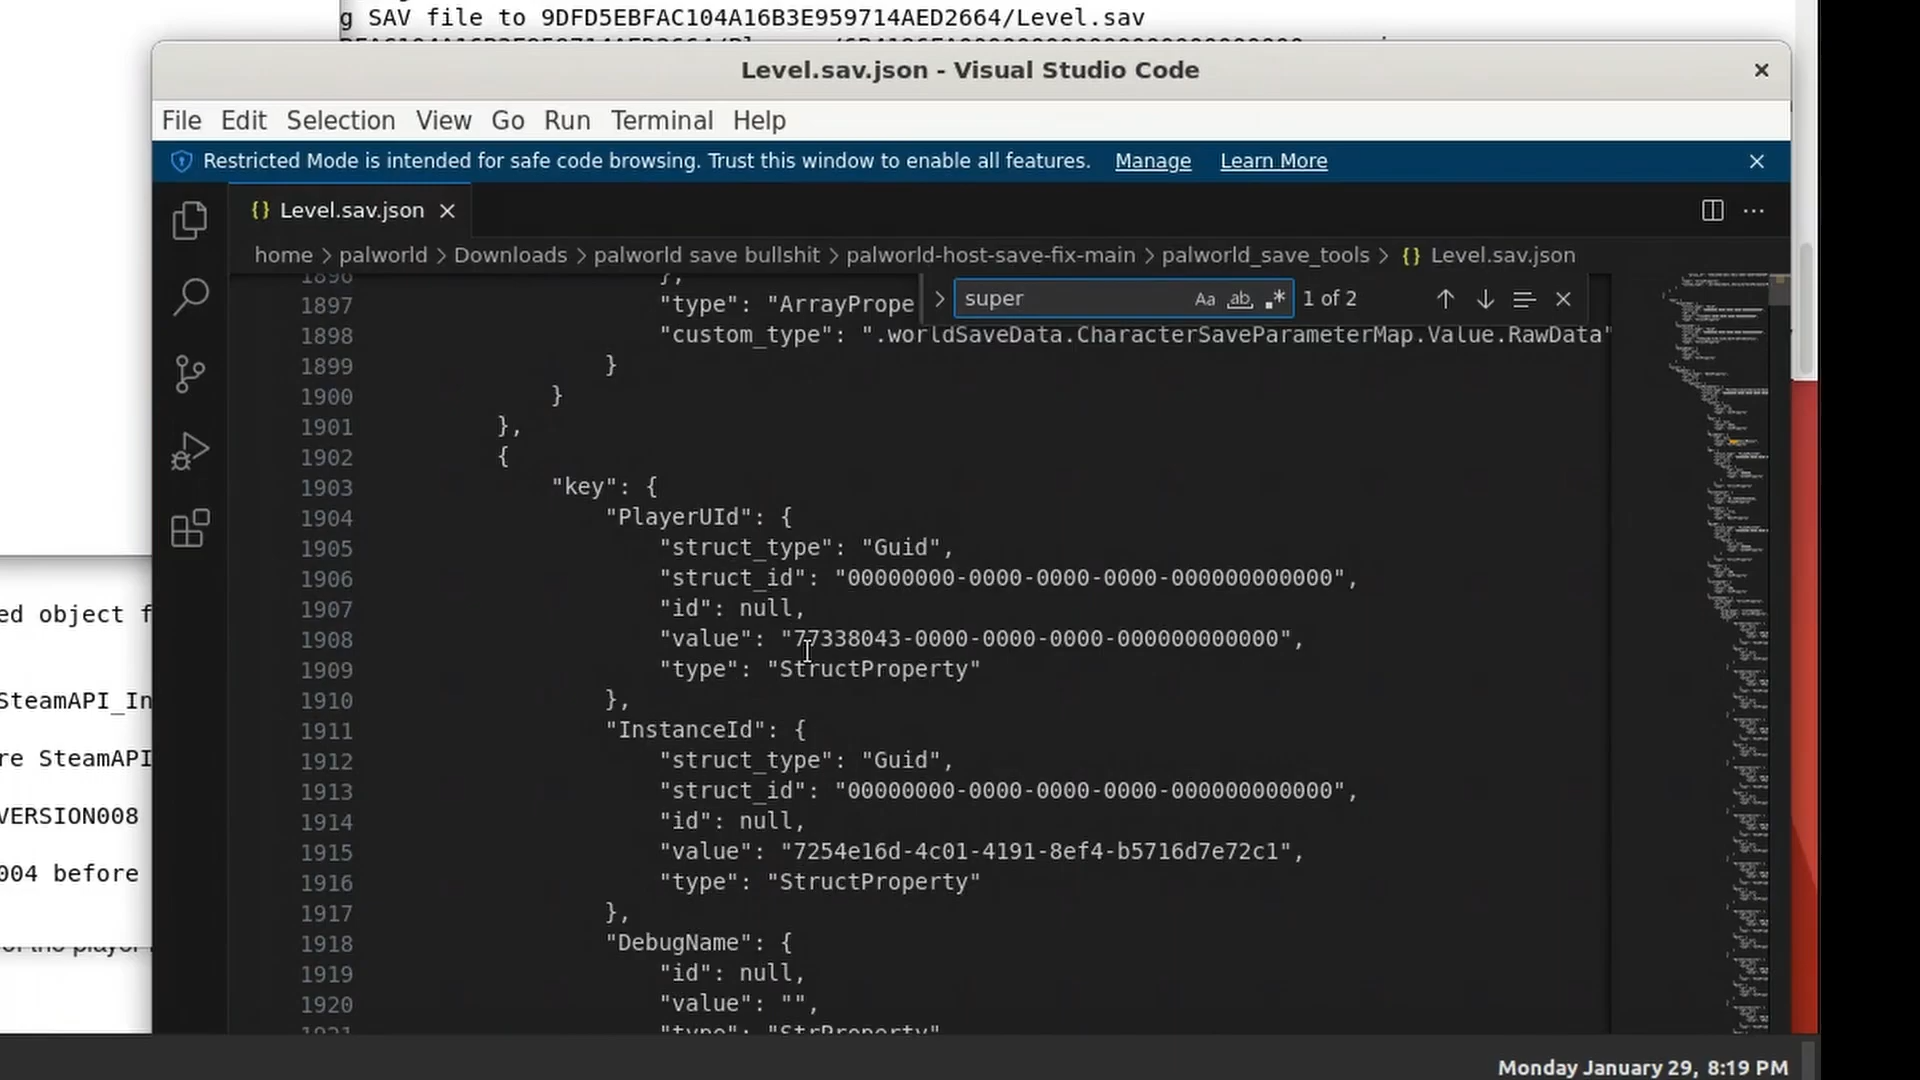 g SAV file to 9DFD5EBFAC104A16B3E959714AED2664/Level.sav
Level.sav.json - Visual Studio Code
File Edit Selection View Go Run Terminal Help
Restricted Mode is intended for safe code browsing. Trust this window to enable all features. Manage Learn More
{} Level.sav.json
home > palworld > Downloads > palworld save bullshit > palworld-host-save-fix-main > palworld_save_tools > {} Level.sav.json
super Aa ab .* 1 of 2
1896 },
1897 "type": "ArrayPrope
1898 "custom_type": ".worldSaveData.CharacterSaveParameterMap.Value.RawData"
1899 }
1900 }
1901 },
1902 {
1903 "key": {
1904 "PlayerUId": {
1905 "struct_type": "Guid",
1906 "struct_id": "00000000-0000-0000-0000-000000000000",
1907 "id": null,
1908 "value": "77338043-0000-0000-0000-000000000000",
1909 "type": "StructProperty"
1910 },
1911 "InstanceId": {
1912 "struct_type": "Guid",
1913 "struct_id": "00000000-0000-0000-0000-000000000000",
1914 "id": null,
1915 "value": "7254e16d-4c01-4191-8ef4-b5716d7e72c1",
1916 "type": "StructProperty"
1917 },
1918 "DebugName": {
1919 "id": null,
1920 "value": "",
1921 "type": "StrProperty"
ed object f
SteamAPI_In
re SteamAPI
VERSION008
004 before
Monday January 29, 8:19 PM